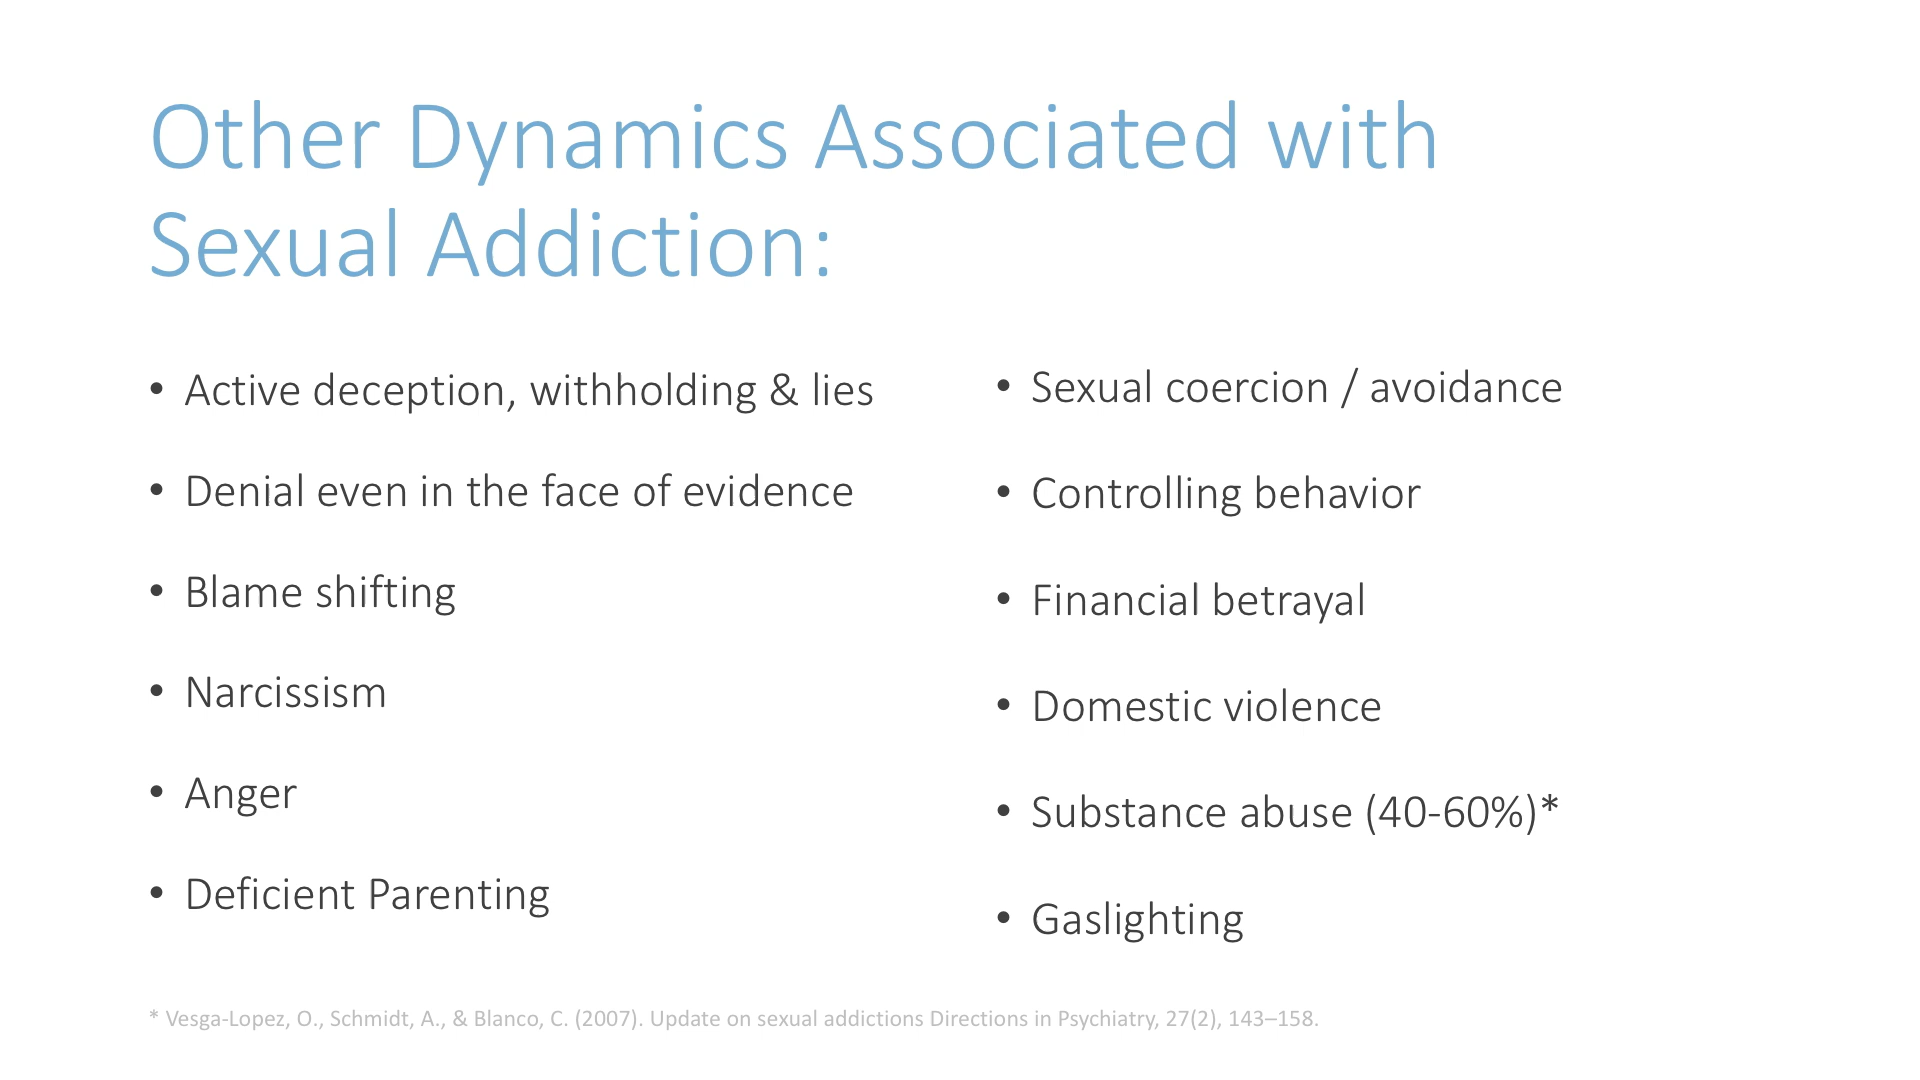 Other Dynamics Associated with
Sexual Addiction:
• Active deception, withholding & lies
• Denial even in the face of evidence
• Blame shifting
• Narcissism
• Anger
• Deficient Parenting
• Sexual coercion / avoidance
• Controlling behavior
• Financial betrayal
• Domestic violence
• Substance abuse (40-60%)*
• Gaslighting
* Vesga-Lopez, O., Schmidt, A., & Blanco, C. (2007). Update on sexual addictions Directions in Psychiatry, 27(2), 143–158.